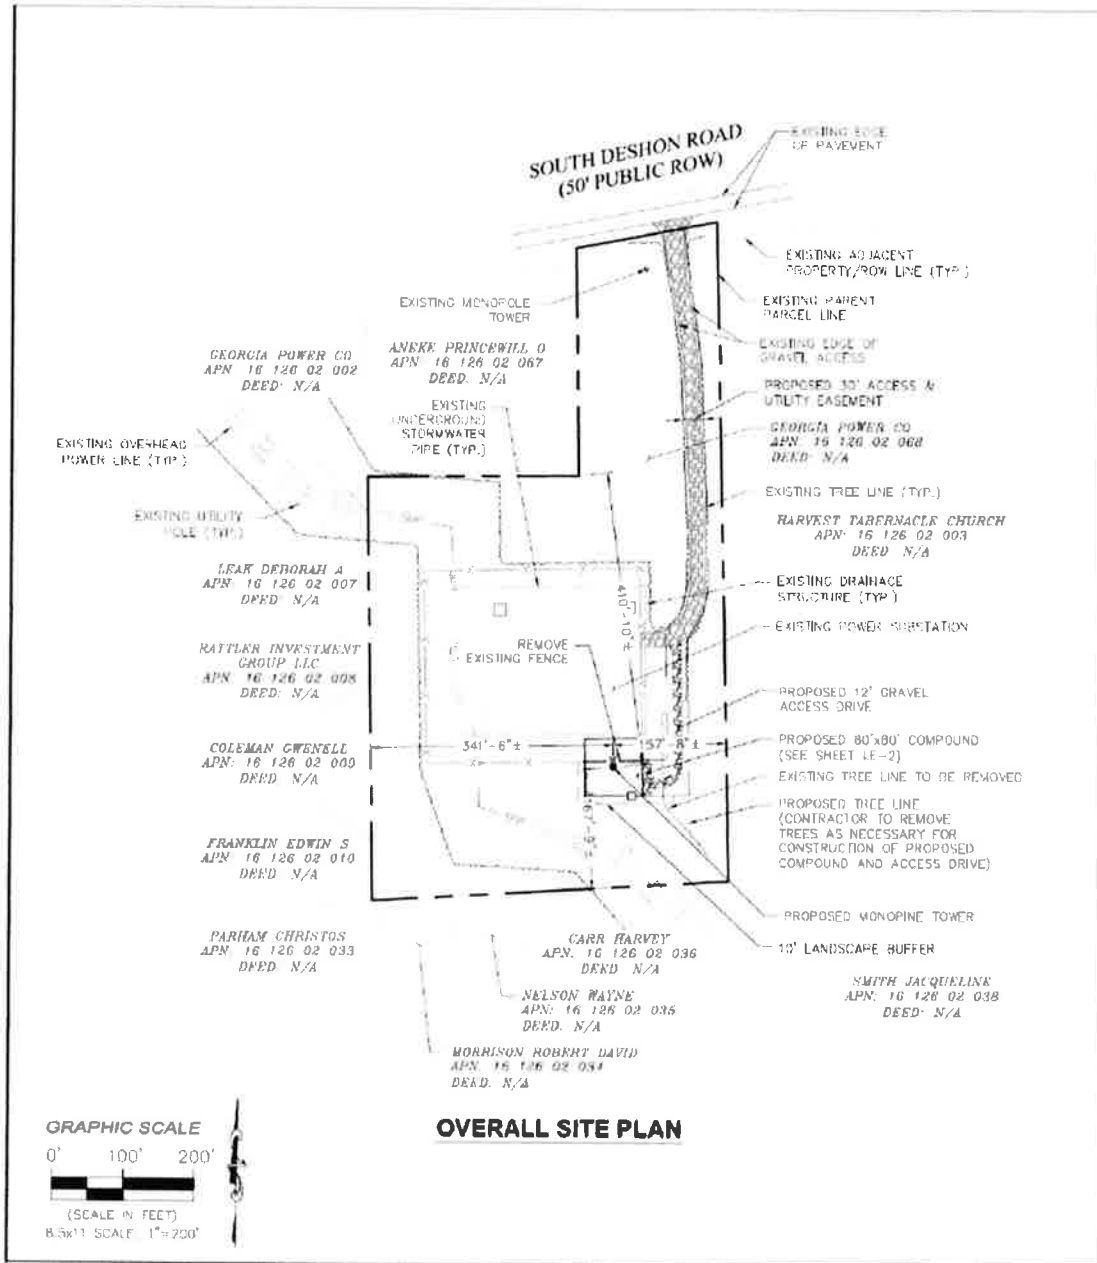 SOUTH DESHON ROAD
(50' PUBLIC ROW)
EXISTING EDGE
OF PAVEMENT
EXISTING ADJACENT
PROPERTY/ROW LINE (TYP.)
EXISTING MONOPOLE
TOWER
EXISTING PARENT
PARCEL LINE
EXISTING EDGE OF
GRAVEL ACCESS
GEORGIA POWER CO
APN: 16 126 02 002
DEED: N/A
ANEKE PRINCEWILL O
APN: 16 126 02 067
DEED: N/A
PROPOSED 30' ACCESS &
UTILITY EASEMENT
EXISTING
UNDERGROUND
STORMWATER
PIPE (TYP.)
GEORGIA POWER CO
APN: 16 126 02 068
DEED: N/A
EXISTING OVERHEAD
POWER LINE (TYP.)
EXISTING TREE LINE (TYP.)
EXISTING UTILITY
POLE (TYP.)
HARVEST TABERNACLE CHURCH
APN: 16 126 02 003
DEED: N/A
LEAK DEBORAH A
APN: 16 126 02 007
DEED: N/A
EXISTING DRAINAGE
STRUCTURE (TYP.)
410'-10"±
EXISTING POWER SUBSTATION
REMOVE
EXISTING FENCE
RATTLER INVESTMENT
GROUP LLC
APN: 16 126 02 008
DEED: N/A
PROPOSED 12' GRAVEL
ACCESS DRIVE
COLEMAN GWENELL
APN: 16 126 02 009
DEED: N/A
341'-6"±
157'-8"±
PROPOSED 80'x80' COMPOUND
(SEE SHEET LE-2)
EXISTING TREE LINE TO BE REMOVED
PROPOSED TREE LINE
(CONTRACTOR TO REMOVE
TREES AS NECESSARY FOR
CONSTRUCTION OF PROPOSED
COMPOUND AND ACCESS DRIVE)
FRANKLIN EDWIN S
APN: 16 126 02 010
DEED: N/A
PROPOSED MONOPINE TOWER
PARHAM CHRISTOS
APN: 16 126 02 033
DEED: N/A
CARR HARVEY
APN: 16 126 02 036
DEED: N/A
10' LANDSCAPE BUFFER
SMITH JACQUELINE
APN: 16 126 02 038
DEED: N/A
NELSON WAYNE
APN: 16 126 02 035
DEED: N/A
MORRISON ROBERT DAVID
APN: 16 126 02 034
DEED: N/A
OVERALL SITE PLAN
GRAPHIC SCALE
0' 100' 200'
(SCALE IN FEET)
8.5x11 SCALE: 1"=200'